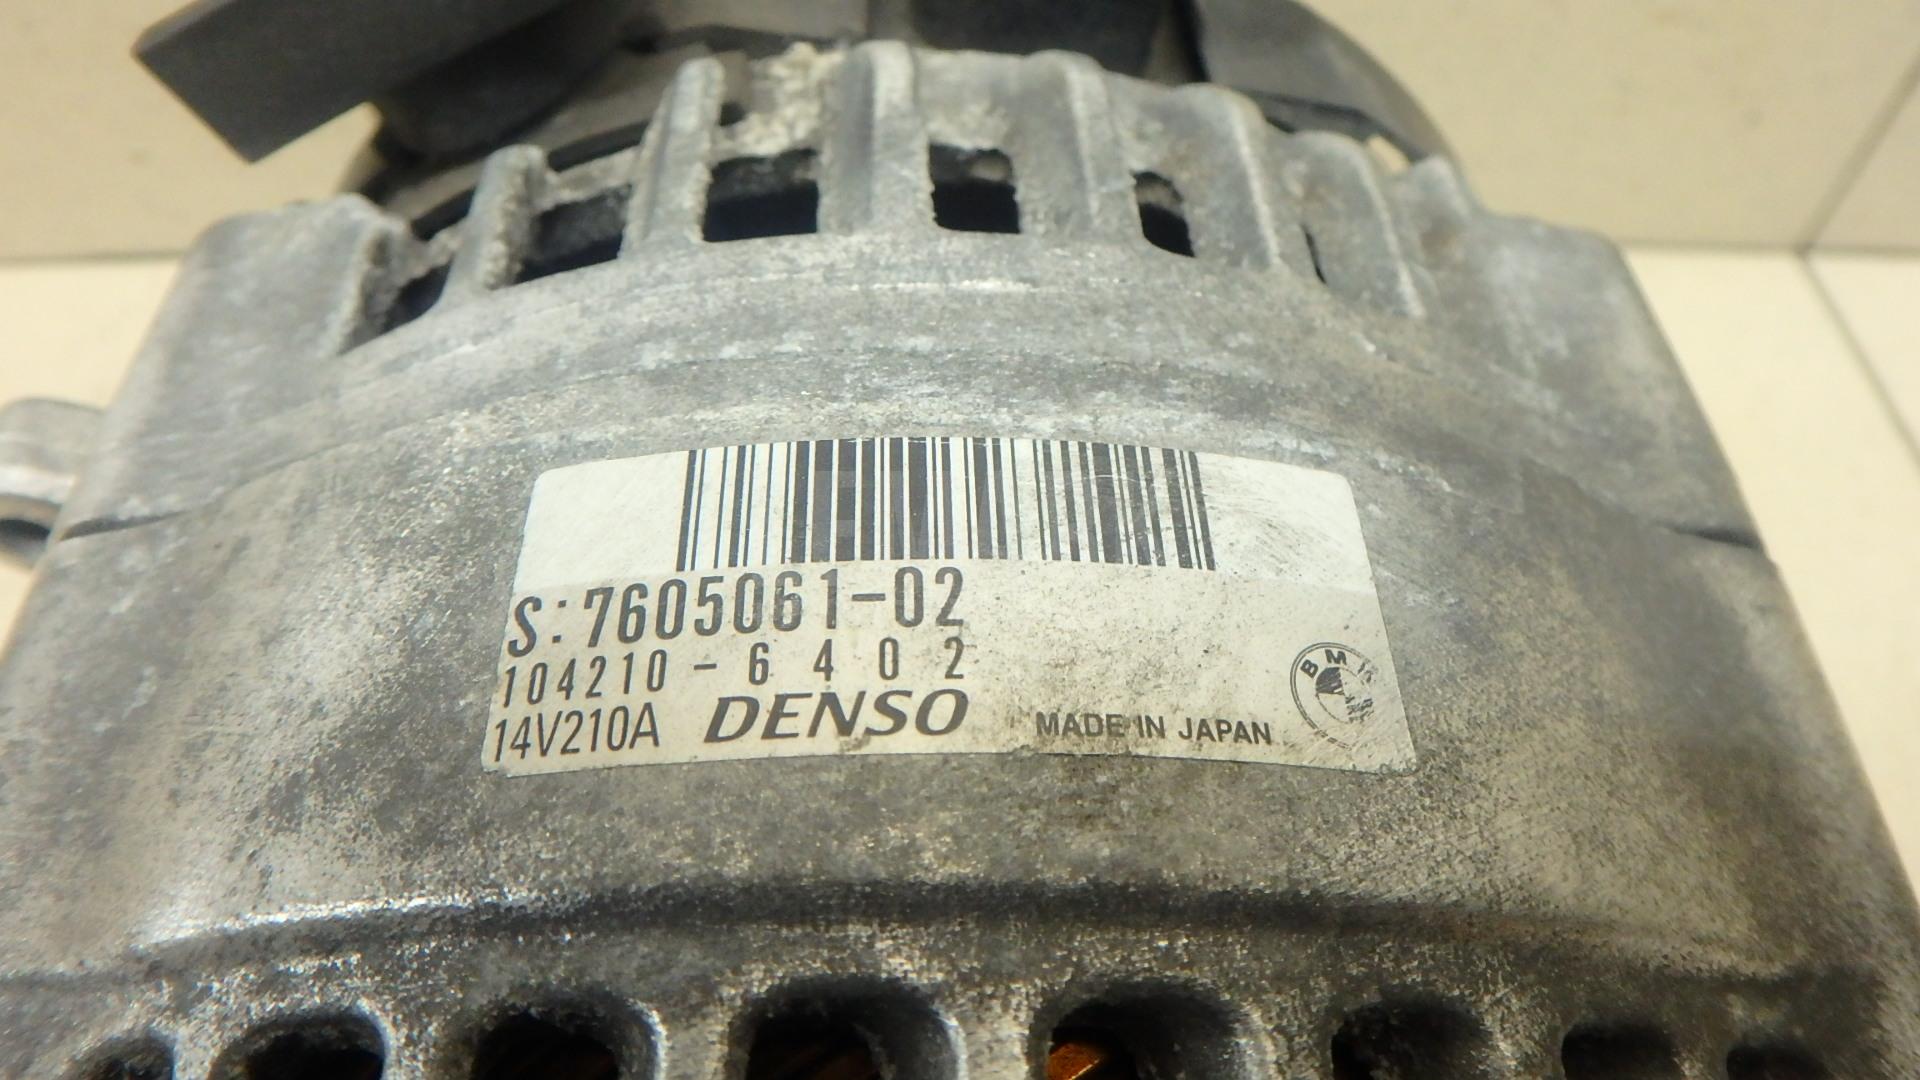 S:7605061-02
104210-6402
14V210A DENSO MADE IN JAPAN
BMW